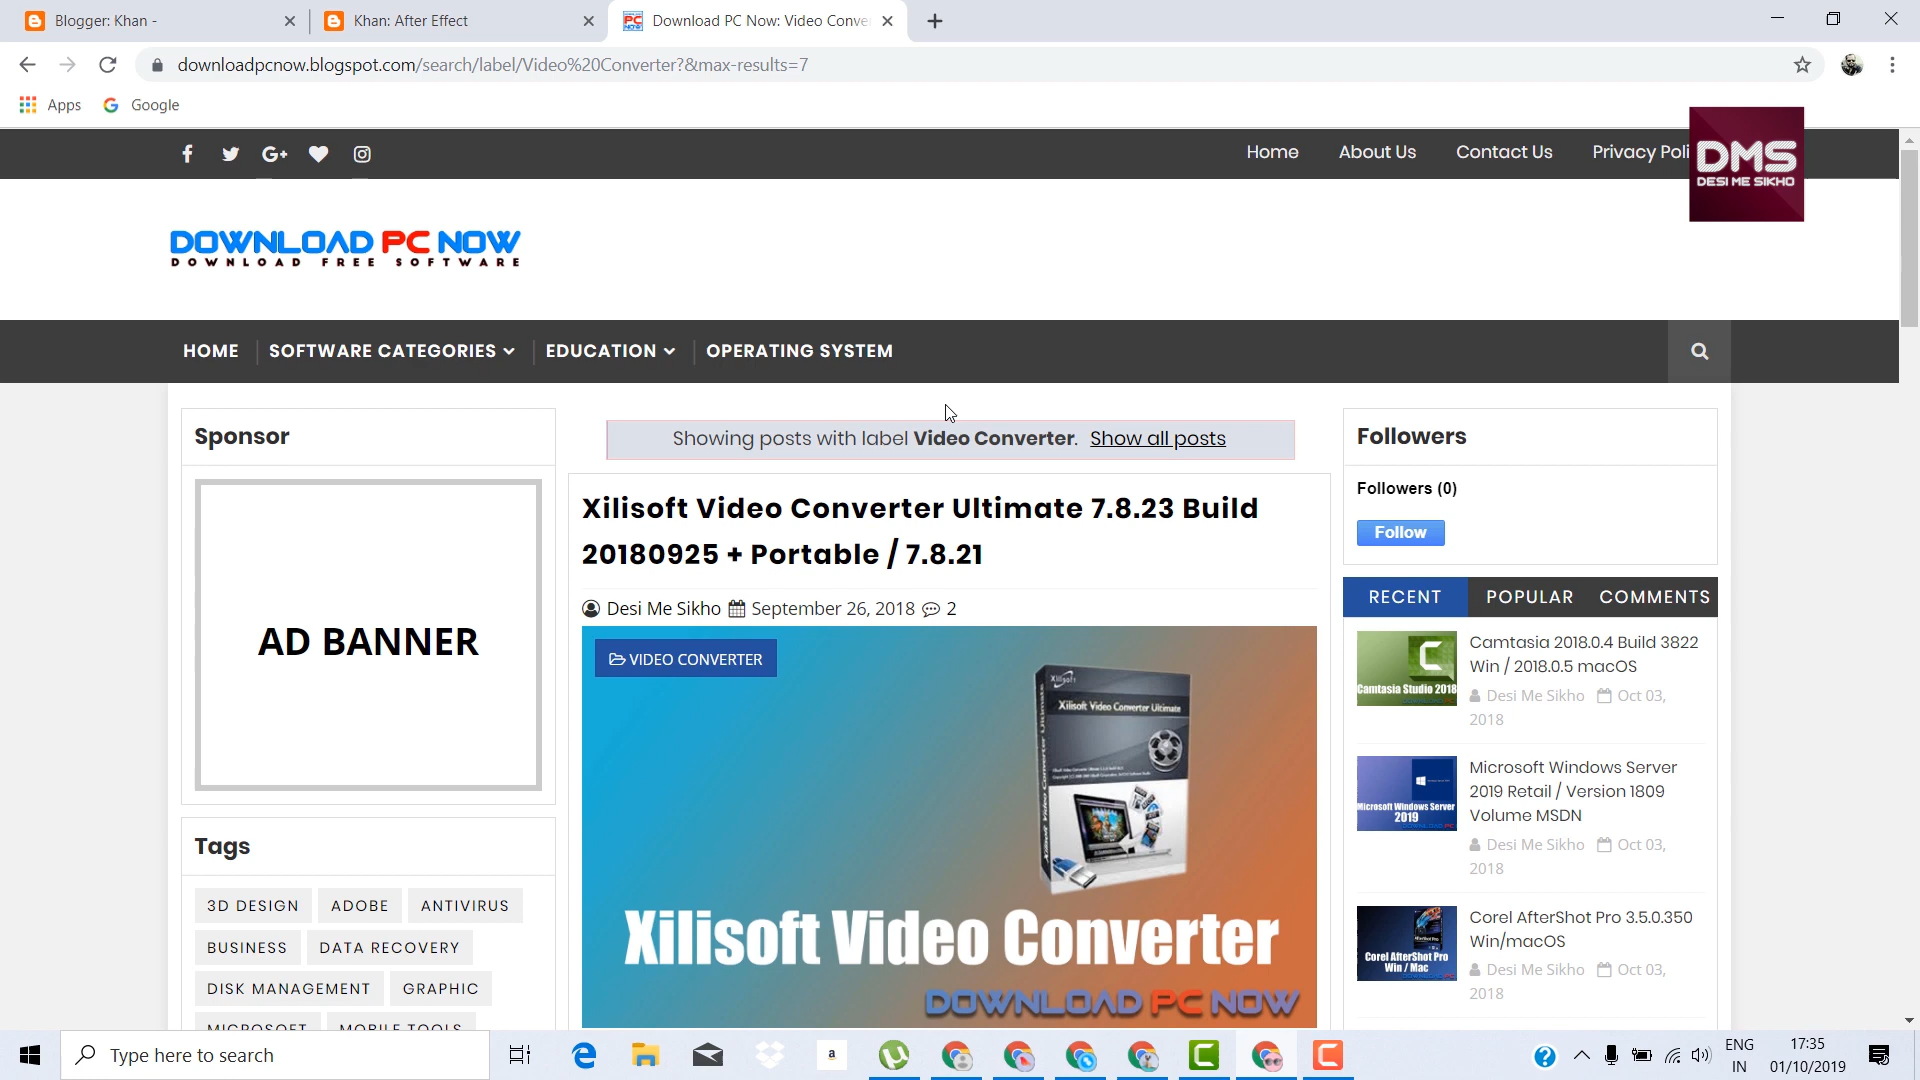 Blogger: Khan -
Khan: After Effect
Download PC Now: Video Conve
downloadpcnow.blogspot.com/search/label/Video%20Converter?&max-results=7
Apps
Google
Home
About Us
Contact Us
Privacy Poli
DMS
DESI ME SIKHO
DOWNLOAD PC NOW
DOWNLOAD FREE SOFTWARE
HOME
SOFTWARE CATEGORIES
EDUCATION
OPERATING SYSTEM
Sponsor
AD BANNER
Tags
3D DESIGN
ADOBE
ANTIVIRUS
BUSINESS
DATA RECOVERY
DISK MANAGEMENT
GRAPHIC
MICROSOFT
MOBILE TOOLS
Showing posts with label Video Converter. Show all posts
Xilisoft Video Converter Ultimate 7.8.23 Build
20180925 + Portable / 7.8.21
Desi Me Sikho September 26, 2018 2
VIDEO CONVERTER
Xilisoft
Xilisoft Video Converter Ultimate
Xilisoft Video Converter Ultimate
Xilisoft Video Converter
DOWNLOAD PC NOW
Followers
Followers (0)
Follow
RECENT
POPULAR
COMMENTS
Camtasia Studio 2018
Camtasia 2018.0.4 Build 3822
Win / 2018.0.5 macOS
Desi Me Sikho Oct 03,
2018
Microsoft Windows Server
2019
Microsoft Windows Server
2019 Retail / Version 1809
Volume MSDN
Desi Me Sikho Oct 03,
2018
Corel AfterShot Pro
Win / Mac
Corel AfterShot Pro 3.5.0.350
Win/macOS
Desi Me Sikho Oct 03,
2018
Type here to search
a
ENG
IN
17:35
01/10/2019